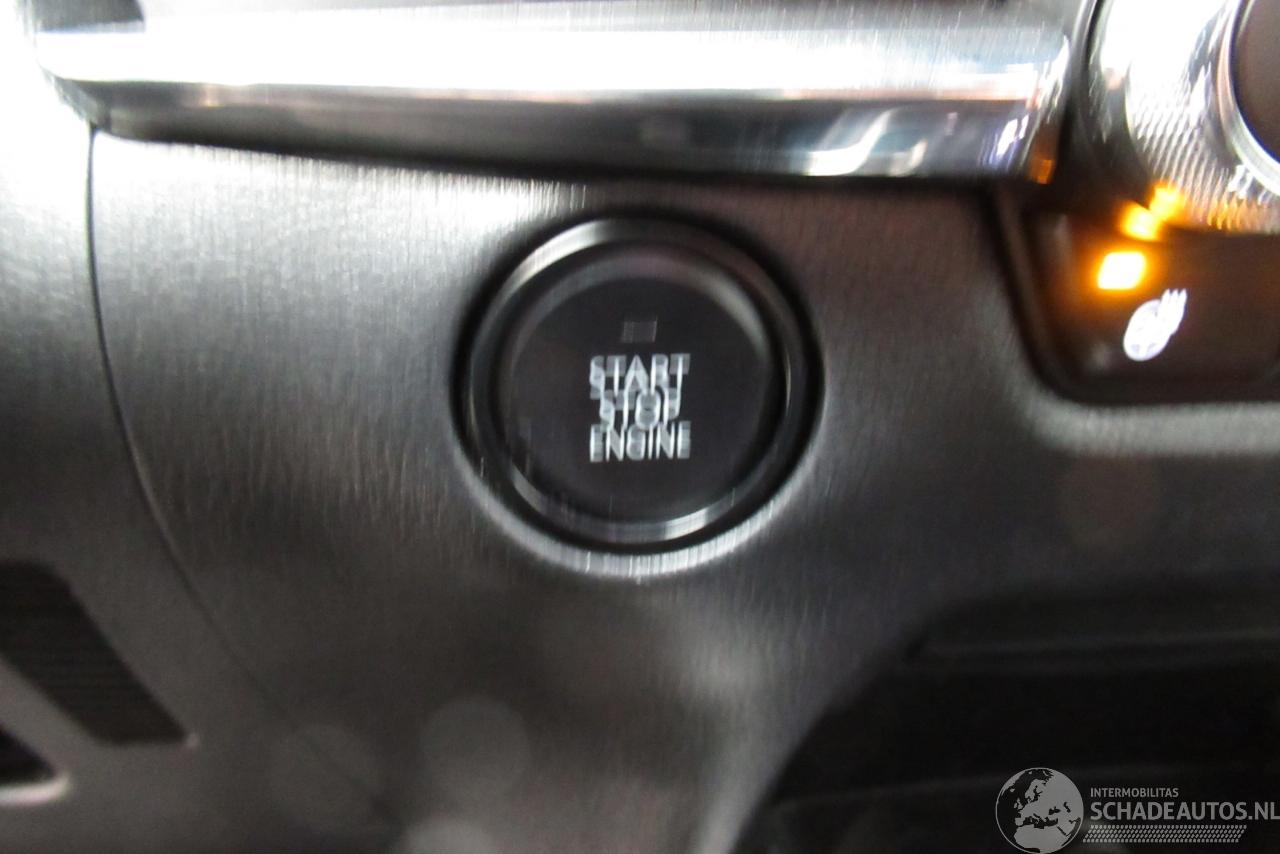 START
STOP
ENGINE
INTERMOBILITAS
SCHADEAUTOS.NL